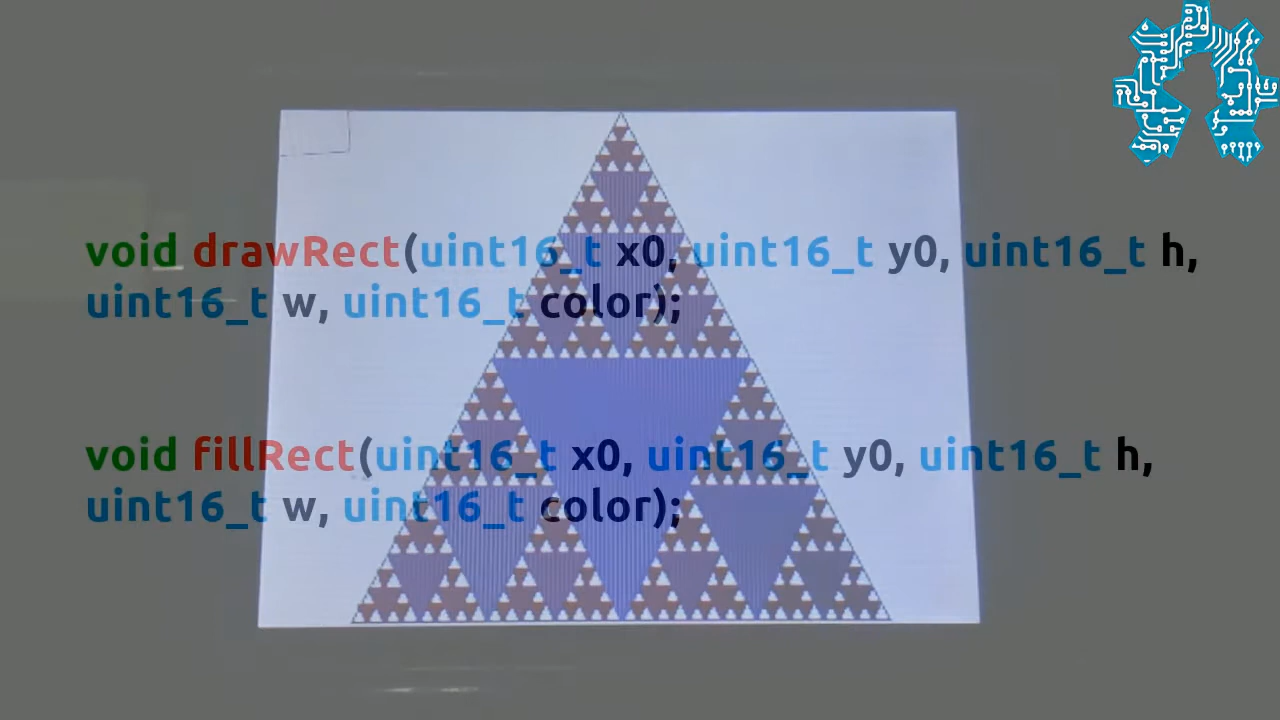 void drawRect(uint16_t x0, uint16_t y0, uint16_t h,
uint16_t w, uint16_t color);
void fillRect(uint16_t x0, uint16_t y0, uint16_t h,
uint16_t w, uint16_t color);